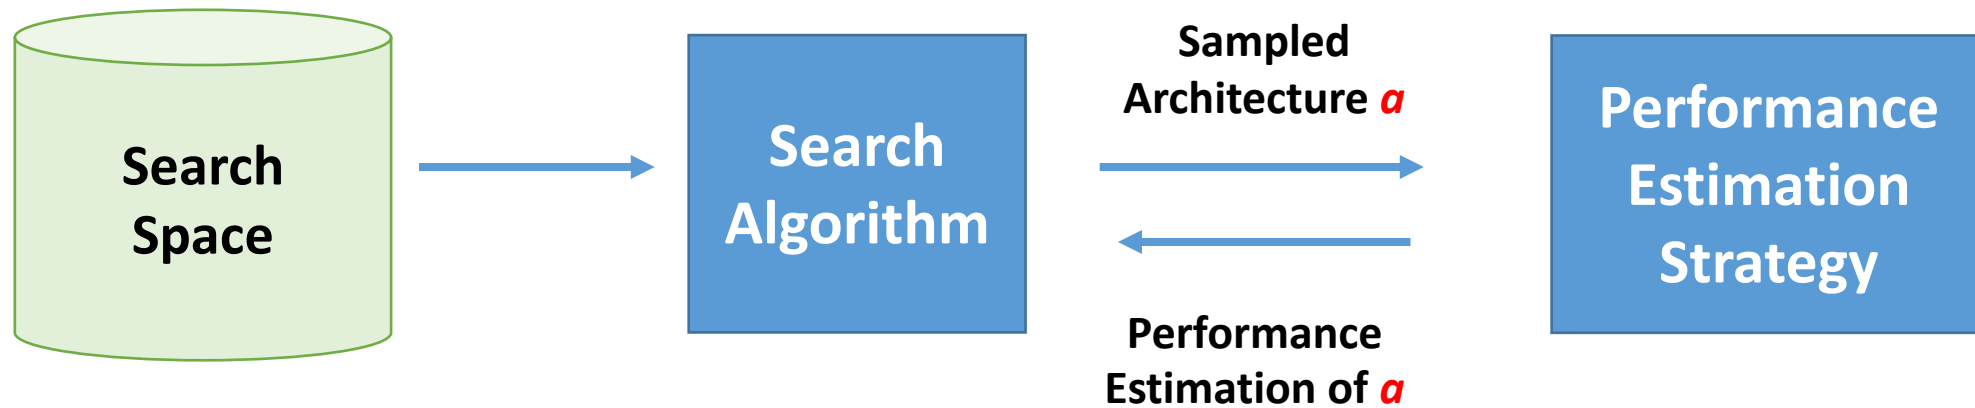 Search
Space
Search
Algorithm
Sampled
Architecture a
Performance
Estimation of a
Performance
Estimation
Strategy